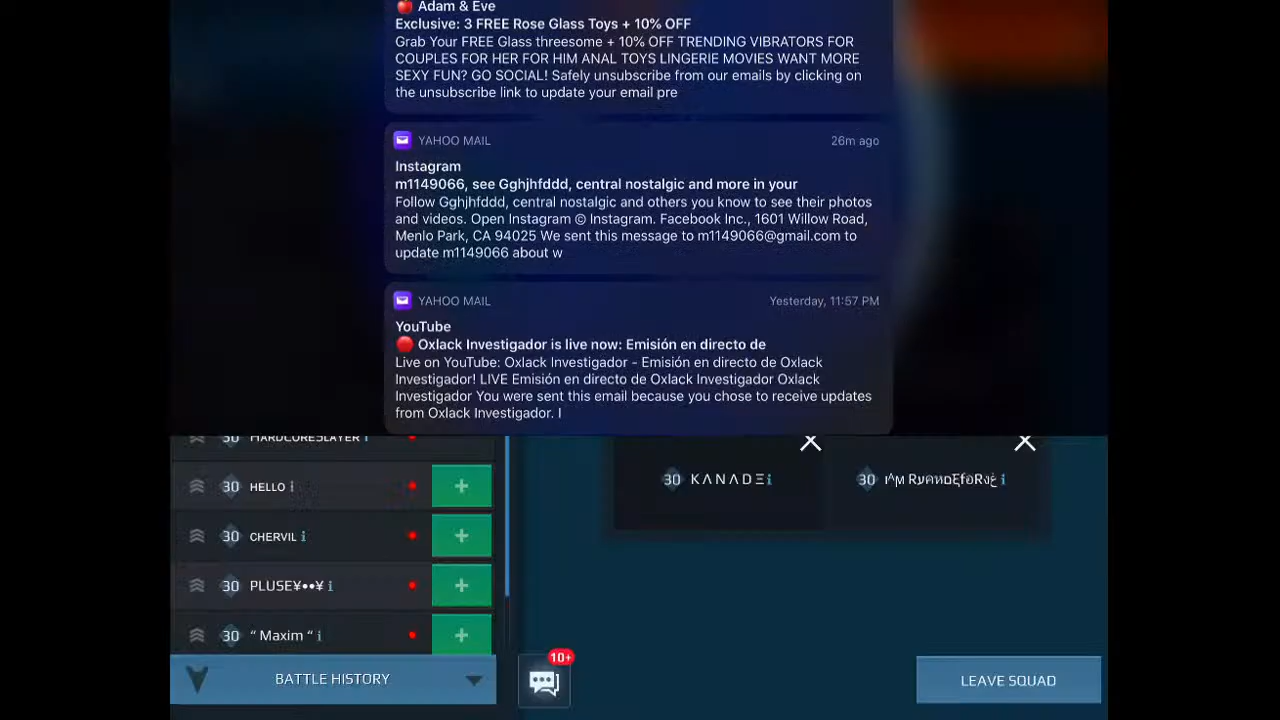 Adam & Eve
Exclusive: 3 FREE Rose Glass Toys + 10% OFF
Grab Your FREE Glass threesome + 10% OFF TRENDING VIBRATORS FOR
COUPLES FOR HER FOR HIM ANAL TOYS LINGERIE MOVIES WANT MORE
SEXY FUN? GO SOCIAL! Safely unsubscribe from our emails by clicking on
the unsubscribe link to update your email pre
YAHOO MAIL 26m ago
Instagram
m1149066, see Gghjhfddd, central nostalgic and more in your
Follow Gghjhfddd, central nostalgic and others you know to see their photos
and videos. Open Instagram © Instagram. Facebook Inc., 1601 Willow Road,
Menlo Park, CA 94025 We sent this message to m1149066@gmail.com to
update m1149066 about w
YAHOO MAIL Yesterday, 11:57 PM
YouTube
🔴 Oxlack Investigador is live now: Emisión en directo de
Live on YouTube: Oxlack Investigador - Emisión en directo de Oxlack
Investigador! LIVE Emisión en directo de Oxlack Investigador Oxlack
Investigador You were sent this email because you chose to receive updates
from Oxlack Investigador. I
30 HARDCORESLAYER i
30 HELLO i
30 CHERVIL i
30 PLUSE¥••¥ i
30 “ Maxim “ i
30 KΛNΛDΞ i
30
BATTLE HISTORY
10+
LEAVE SQUAD